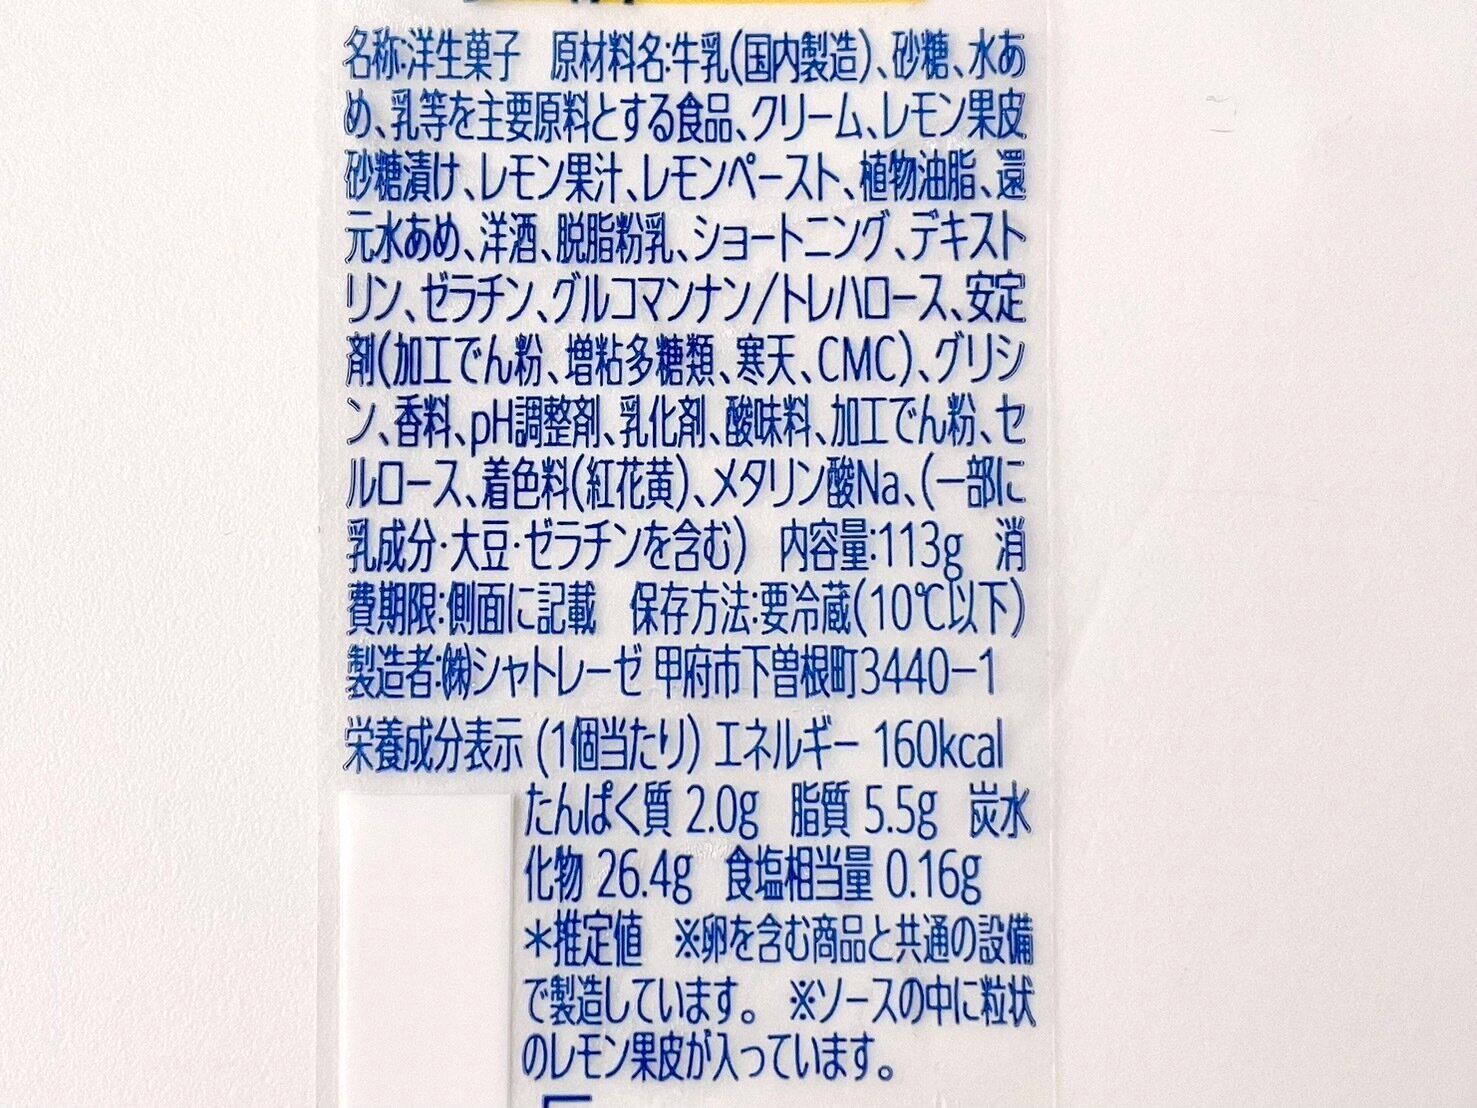 名称:洋生菓子　原材料名:牛乳(国内製造)、砂糖、水あ
め、乳等を主要原料とする食品、クリーム、レモン果皮
砂糖漬け、レモン果汁、レモンペースト、植物油脂、還
元水あめ、洋酒、脱脂粉乳、ショートニング、デキスト
リン、ゼラチン、グルコマンナン/トレハロース、安定
剤(加工でん粉、増粘多糖類、寒天、CMC)、グリシ
ン、香料、pH調整剤、乳化剤、酸味料、加工でん粉、セ
ルロース、着色料(紅花黄)、メタリン酸Na、(一部に
乳成分・大豆・ゼラチンを含む)　内容量:113g　消
費期限:側面に記載　保存方法:要冷蔵(10℃以下)
製造者:㈱シャトレーゼ 甲府市下曽根町3440−1
栄養成分表示 (1個当たり) エネルギー 160kcal
たんぱく質 2.0g　脂質 5.5g　炭水
化物 26.4g　食塩相当量 0.16g
＊推定値　※卵を含む商品と共通の設備
で製造しています。　※ソースの中に粒状
のレモン果皮が入っています。